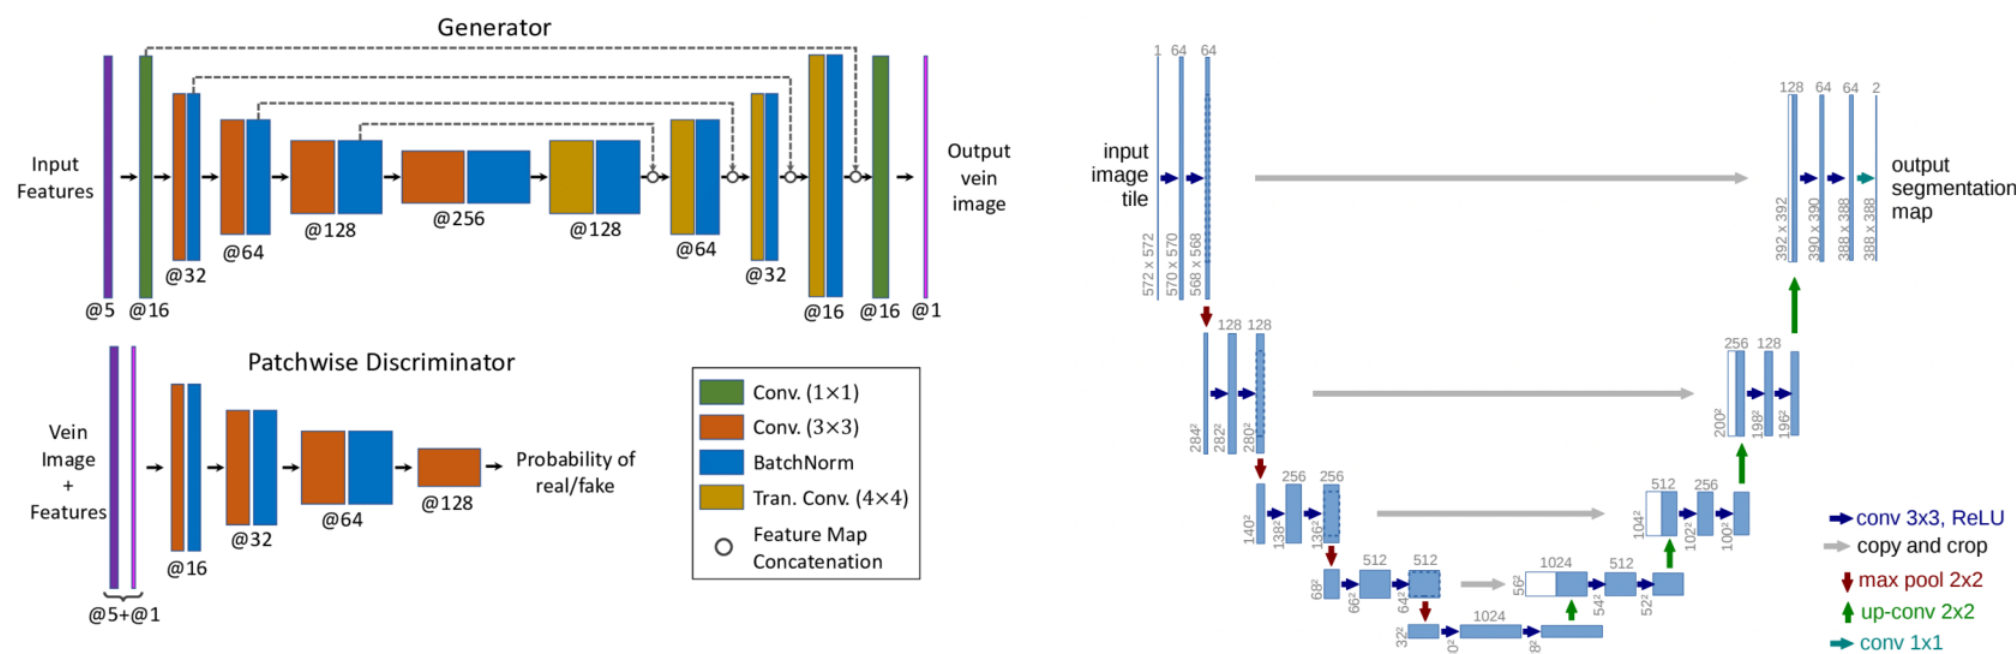 Generator
Input
Features
@5
@16
@32
@64
@128
@256
@128
@64
@32
@16
@16
@1
Output
vein
image
Patchwise Discriminator
Vein
Image
+
Features
@5+@1
@16
@32
@64
@128
Probability of
real/fake
Conv. (1×1)
Conv. (3×3)
BatchNorm
Tran. Conv. (4×4)
Feature Map
Concatenation
1
64
64
input
image
tile
572 x 572
570 x 570
568 x 568
128
64
64
2
392 x 392
390 x 390
388 x 388
388 x 388
output
segmentation
map
128
128
284²
282²
280²
256
128
200²
198²
196²
256
256
140²
138²
136²
512
256
104²
102²
100²
512
512
68²
66²
64²
1024
512
56²
54²
52²
1024
32²
0²
8²
conv 3x3, ReLU
copy and crop
max pool 2x2
up-conv 2x2
conv 1x1